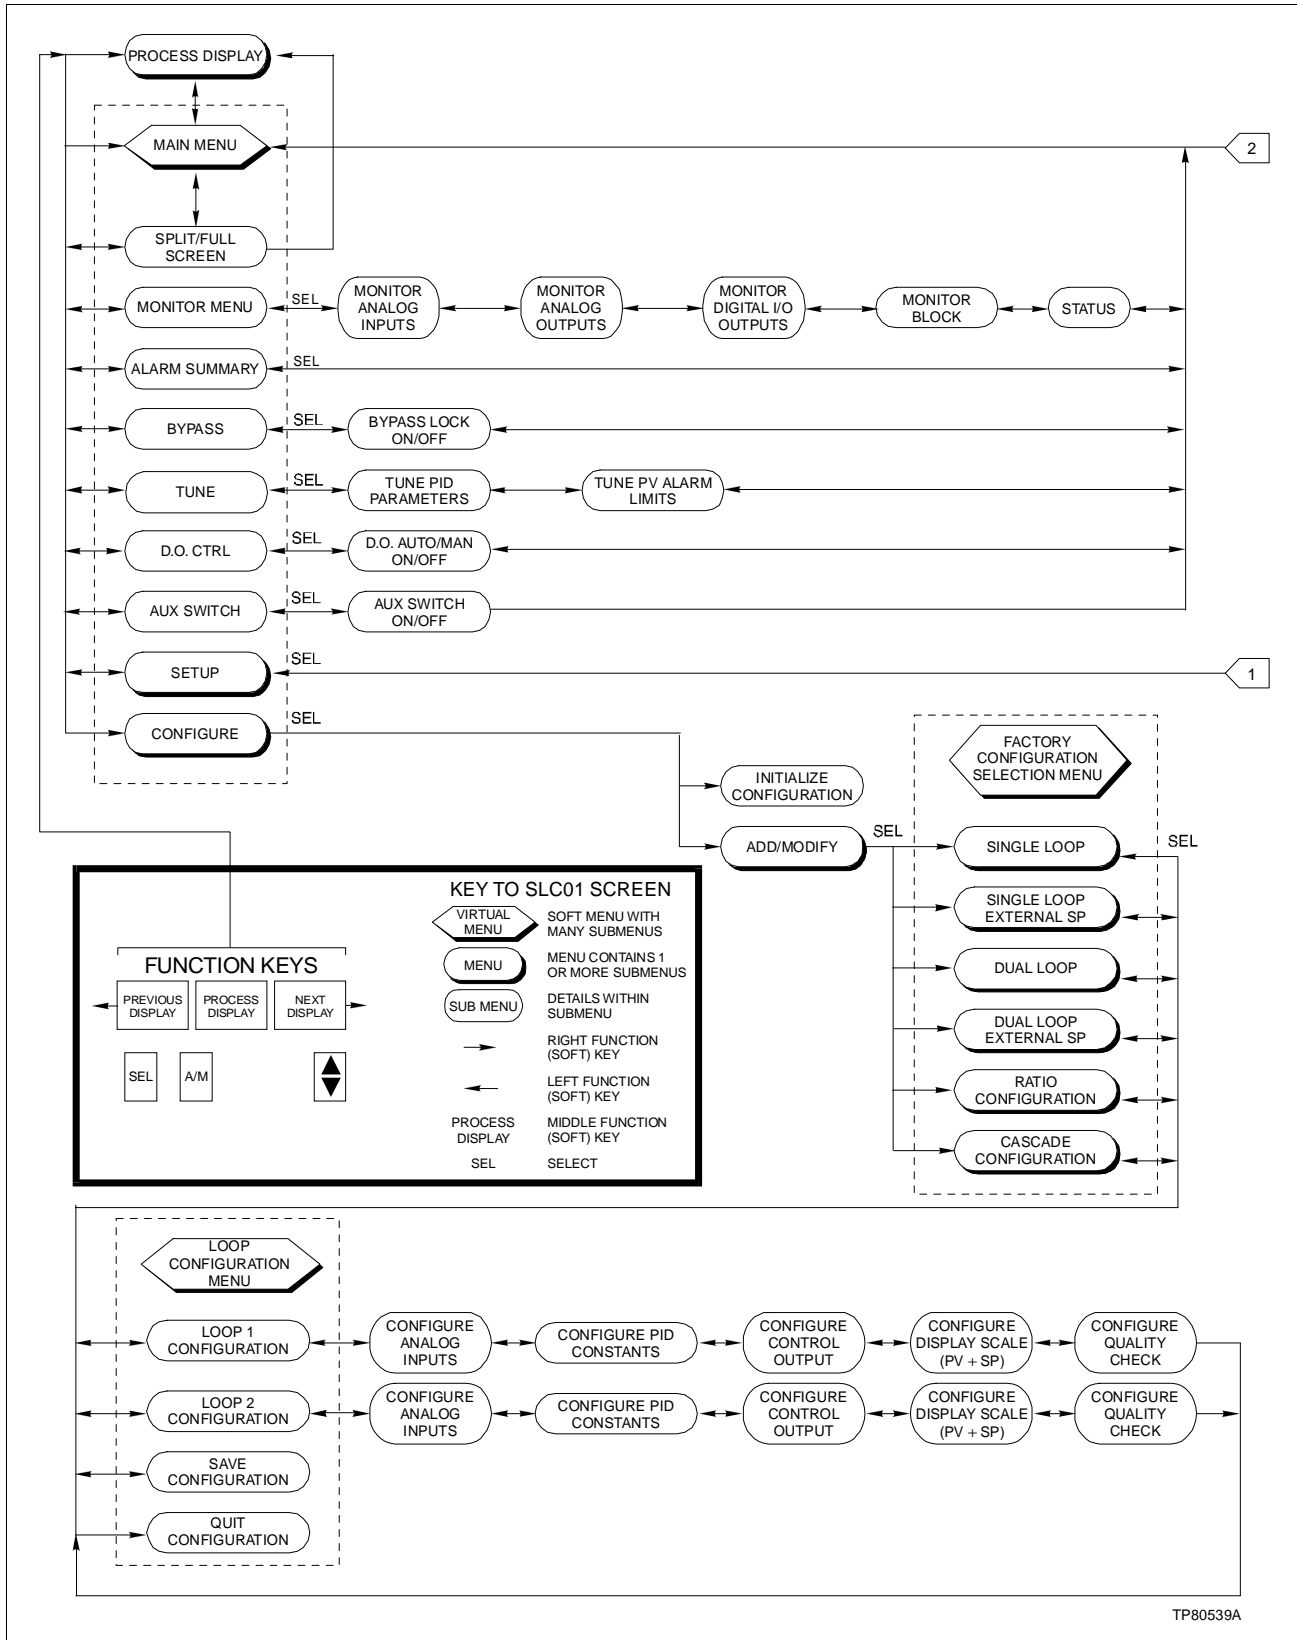 PROCESS DISPLAY
MAIN MENU
2
SPLIT/FULL
SCREEN
MONITOR MENU
SEL
MONITOR
ANALOG
INPUTS
MONITOR
ANALOG
OUTPUTS
MONITOR
DIGITAL I/O
OUTPUTS
MONITOR
BLOCK
STATUS
ALARM SUMMARY
SEL
BYPASS
SEL
BYPASS LOCK
ON/OFF
TUNE
SEL
TUNE PID
PARAMETERS
TUNE PV ALARM
LIMITS
D.O. CTRL
SEL
D.O. AUTO/MAN
ON/OFF
AUX SWITCH
SEL
AUX SWITCH
ON/OFF
SETUP
SEL
1
CONFIGURE
SEL
INITIALIZE
CONFIGURATION
ADD/MODIFY
SEL
FACTORY
CONFIGURATION
SELECTION MENU
SINGLE LOOP
SEL
SINGLE LOOP
EXTERNAL SP
DUAL LOOP
DUAL LOOP
EXTERNAL SP
RATIO
CONFIGURATION
CASCADE
CONFIGURATION
FUNCTION KEYS
PREVIOUS
DISPLAY
PROCESS
DISPLAY
NEXT
DISPLAY
SEL
A/M
KEY TO SLC01 SCREEN
VIRTUAL
MENU
SOFT MENU WITH
MANY SUBMENUS
MENU
MENU CONTAINS 1
OR MORE SUBMENUS
SUB MENU
DETAILS WITHIN
SUBMENU
RIGHT FUNCTION
(SOFT) KEY
LEFT FUNCTION
(SOFT) KEY
PROCESS
DISPLAY
MIDDLE FUNCTION
(SOFT) KEY
SEL
SELECT
LOOP
CONFIGURATION
MENU
LOOP 1
CONFIGURATION
CONFIGURE
ANALOG
INPUTS
CONFIGURE PID
CONSTANTS
CONFIGURE
CONTROL
OUTPUT
CONFIGURE
DISPLAY SCALE
(PV + SP)
CONFIGURE
QUALITY
CHECK
LOOP 2
CONFIGURATION
CONFIGURE
ANALOG
INPUTS
CONFIGURE PID
CONSTANTS
CONFIGURE
CONTROL
OUTPUT
CONFIGURE
DISPLAY SCALE
(PV + SP)
CONFIGURE
QUALITY
CHECK
SAVE
CONFIGURATION
QUIT
CONFIGURATION
TP80539A